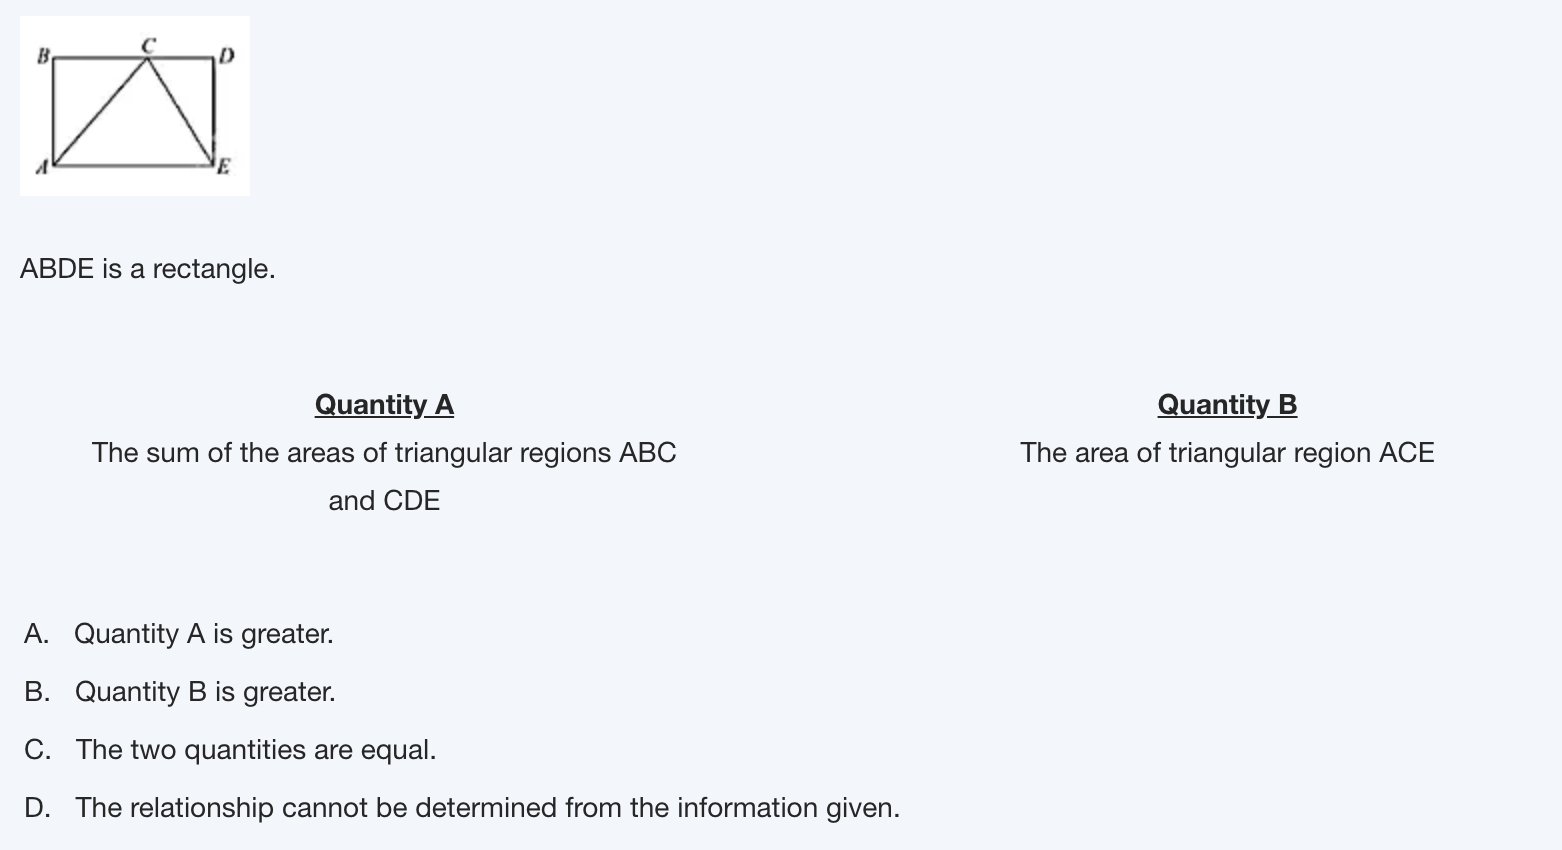 B C D
A E
ABDE is a rectangle.
Quantity A
The sum of the areas of triangular regions ABC
and CDE
Quantity B
The area of triangular region ACE
A. Quantity A is greater.
B. Quantity B is greater.
C. The two quantities are equal.
D. The relationship cannot be determined from the information given.